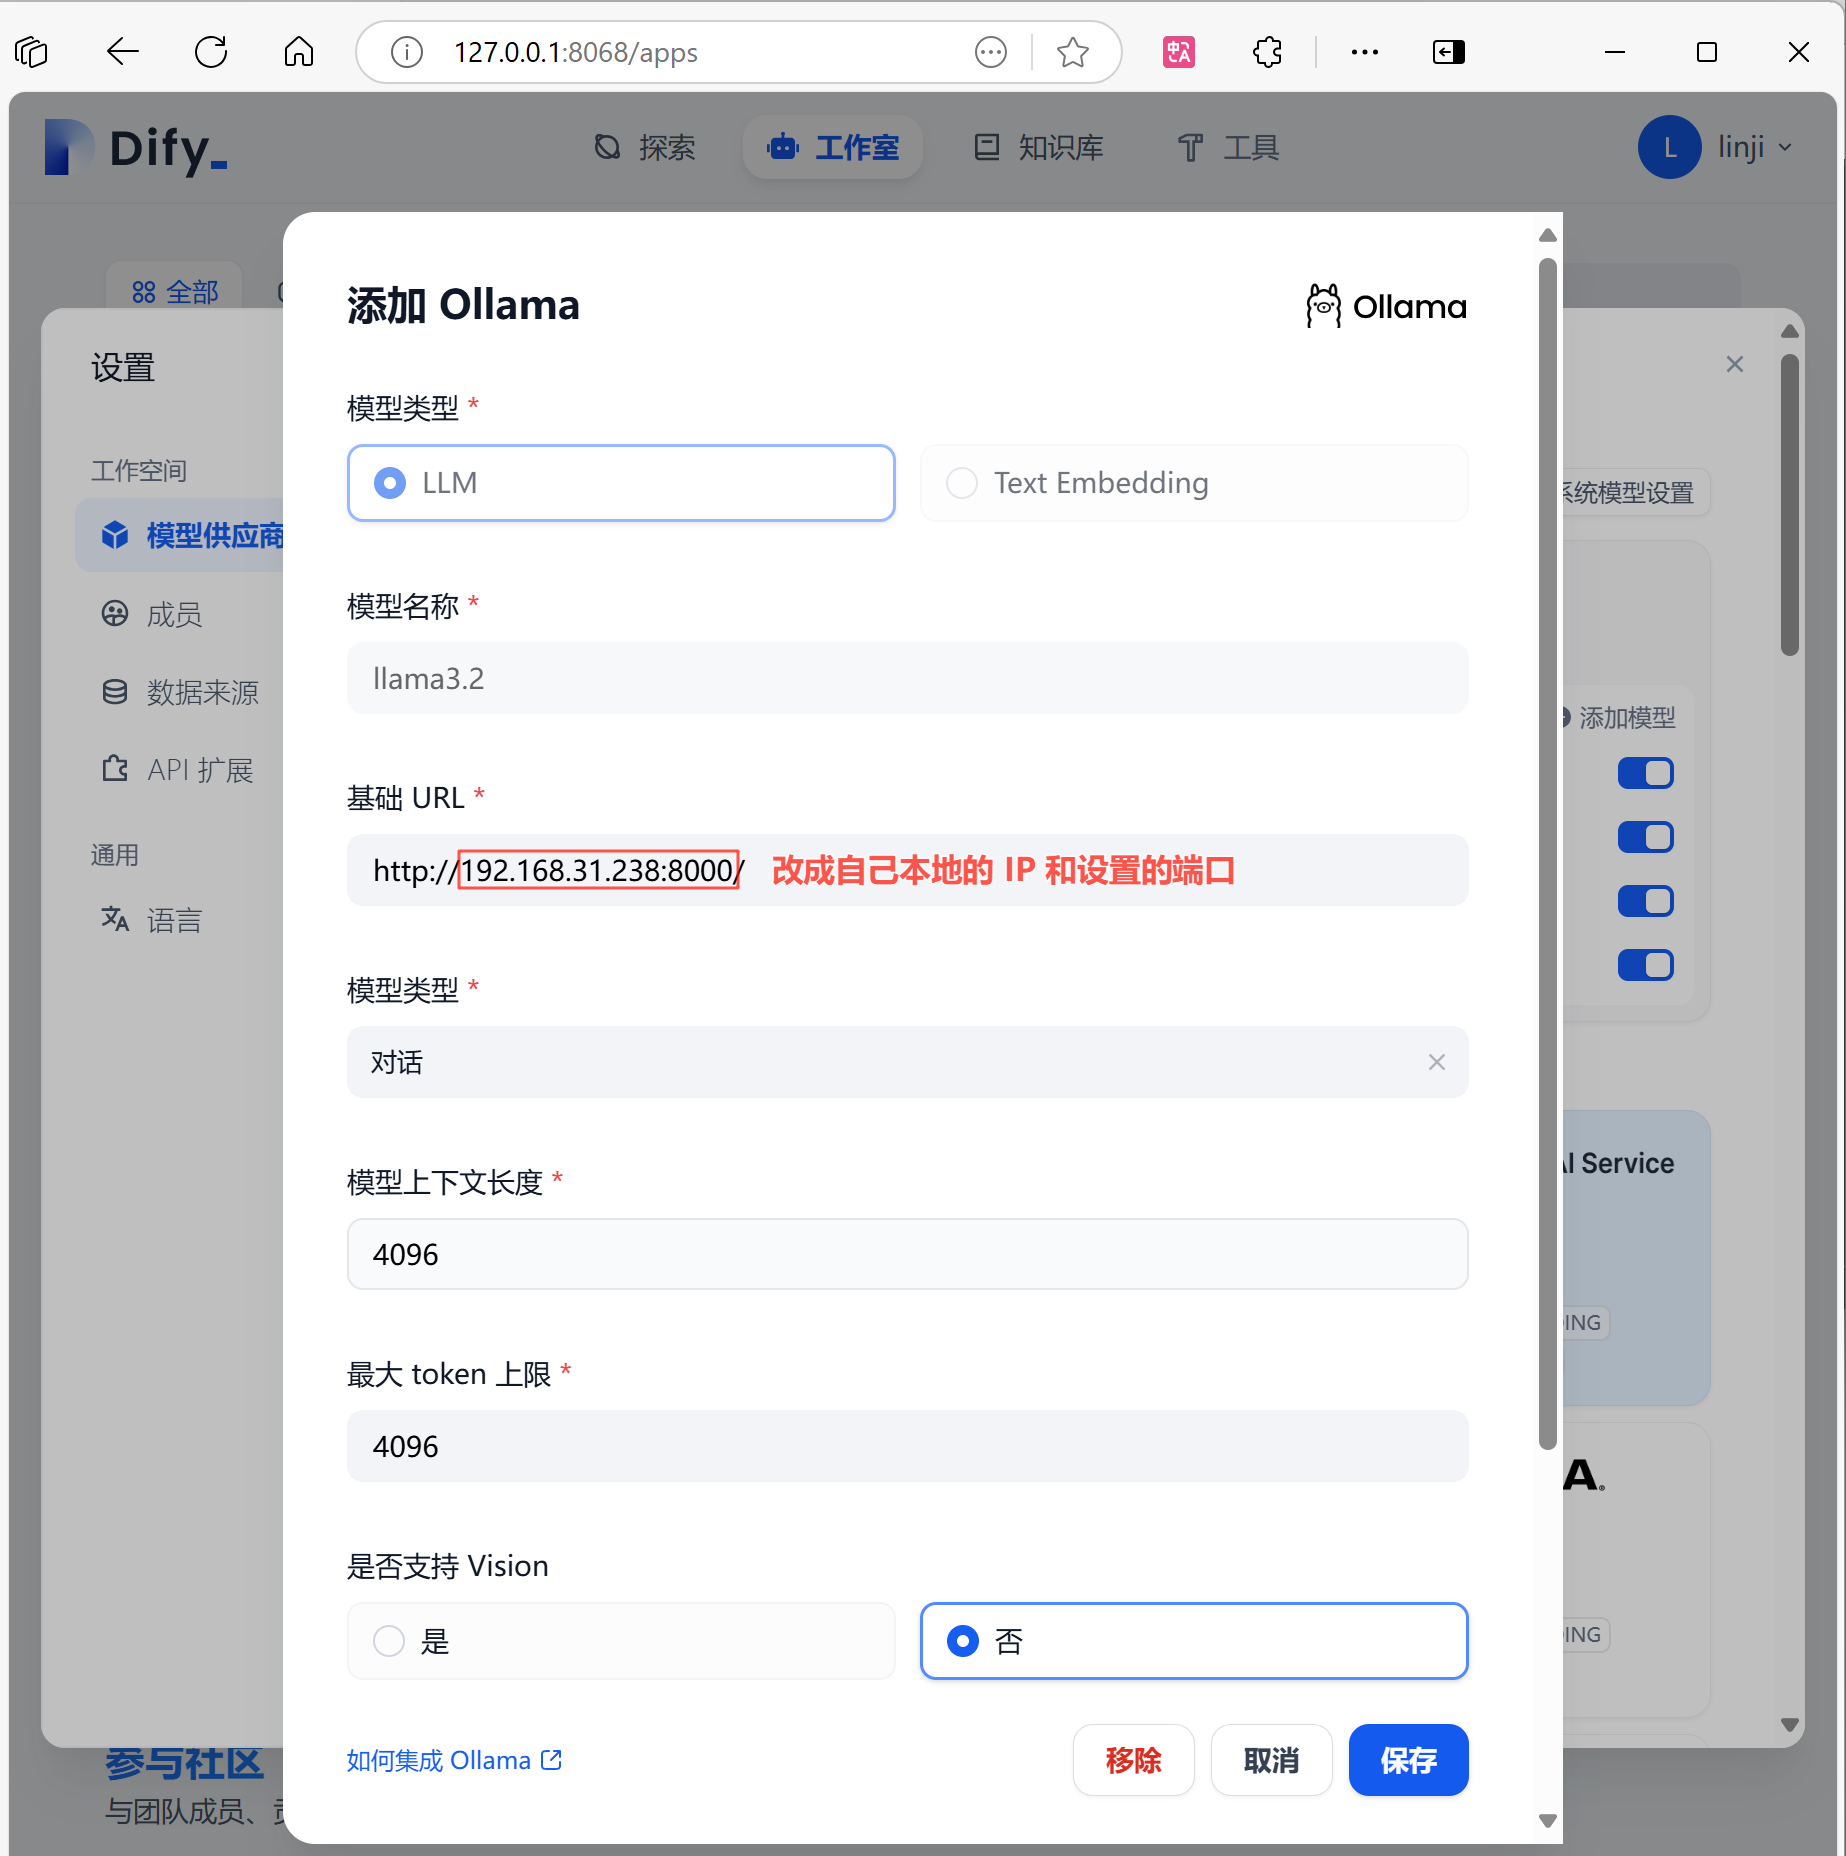 127.0.0.1:8068/apps
Dify_
探索
工作室
知识库
工具
L
linji
全部
添加 Ollama
Ollama
设置
模型类型 *
工作空间
LLM
Text Embedding
系统模型设置
模型供应商
模型名称 *
成员
llama3.2
数据来源
添加模型
API 扩展
基础 URL *
通用
http://192.168.31.238:8000/ 改成自己本地的 IP 和设置的端口
语言
模型类型 *
对话
模型上下文长度 *
AI Service
4096
ING
最大 token 上限 *
4096
A
是否支持 Vision
是
否
ING
如何集成 Ollama
移除
取消
保存
参与社区
与团队成员、